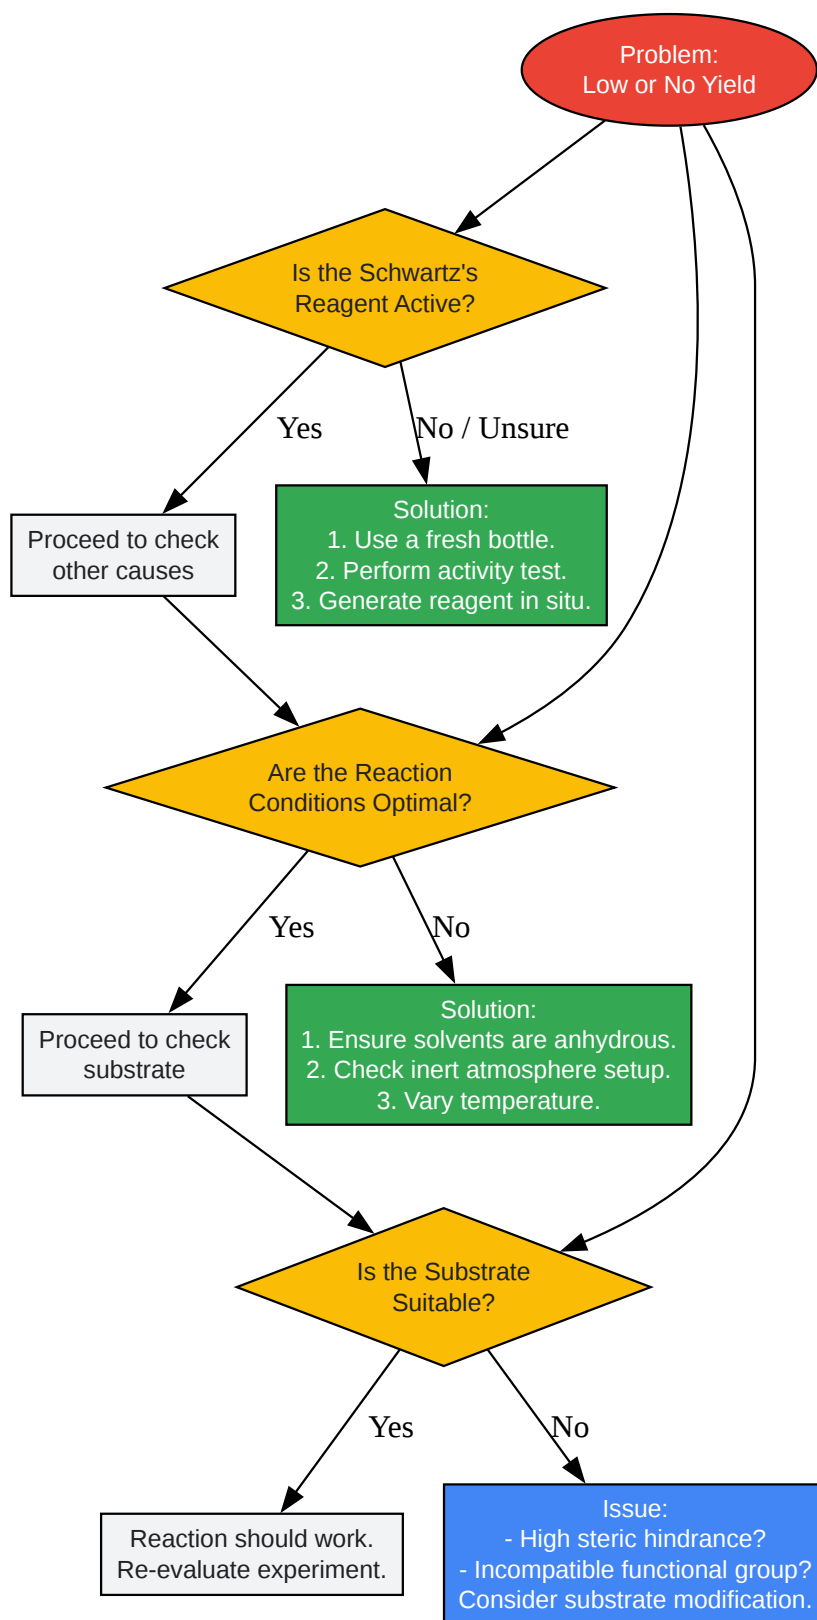 Problem:
Low or No Yield
Is the Schwartz's
Reagent Active?
Yes
No / Unsure
Proceed to check
other causes
Solution:
1. Use a fresh bottle.
2. Perform activity test.
3. Generate reagent in situ.
Are the Reaction
Conditions Optimal?
Yes
No
Proceed to check
substrate
Solution:
1. Ensure solvents are anhydrous.
2. Check inert atmosphere setup.
3. Vary temperature.
Is the Substrate
Suitable?
Yes
No
Reaction should work.
Re-evaluate experiment.
Issue:
- High steric hindrance?
- Incompatible functional group?
Consider substrate modification.